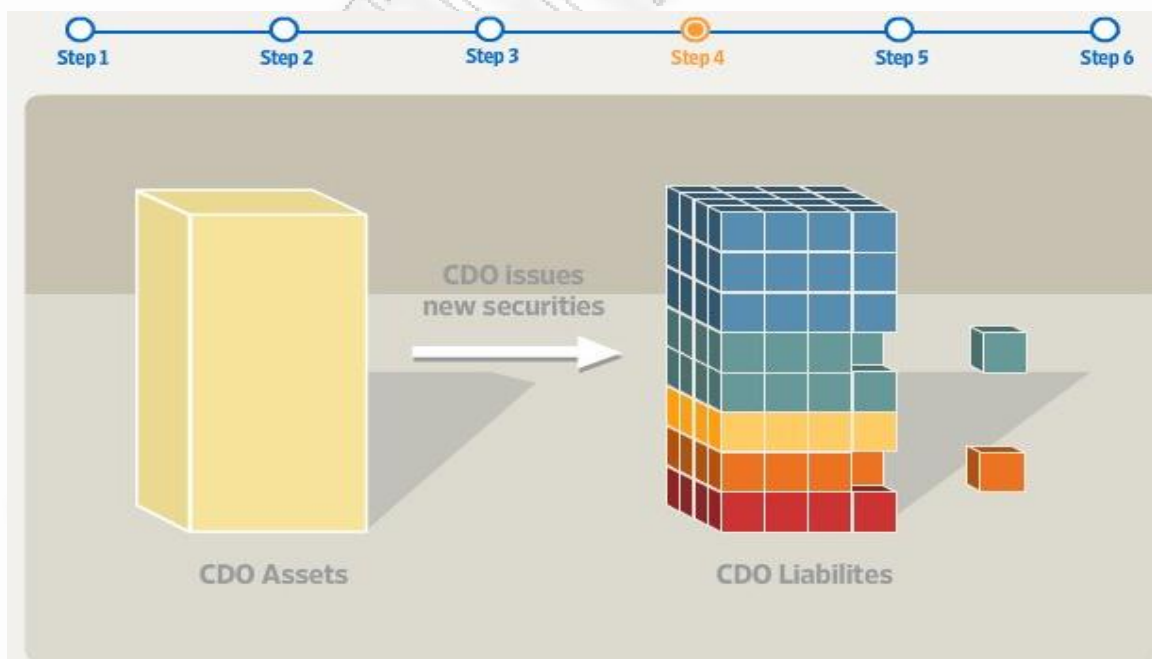 Step 1
Step 2
Step 3
Step 4
Step 5
Step 6
CDO issues
new securities
CDO Assets
CDO Liabilites